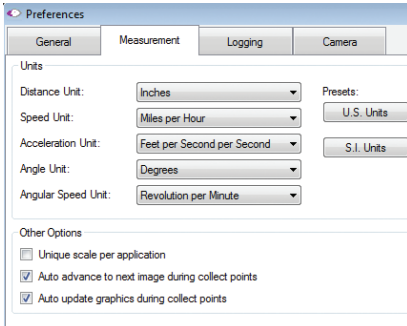 Preferences
General Measurement Logging Camera
Units
Distance Unit: Inches Presets:
Speed Unit: Miles per Hour U.S. Units
Acceleration Unit: Feet per Second per Second S.I. Units
Angle Unit: Degrees
Angular Speed Unit: Revolution per Minute
Other Options
Unique scale per application
Auto advance to next image during collect points
Auto update graphics during collect points